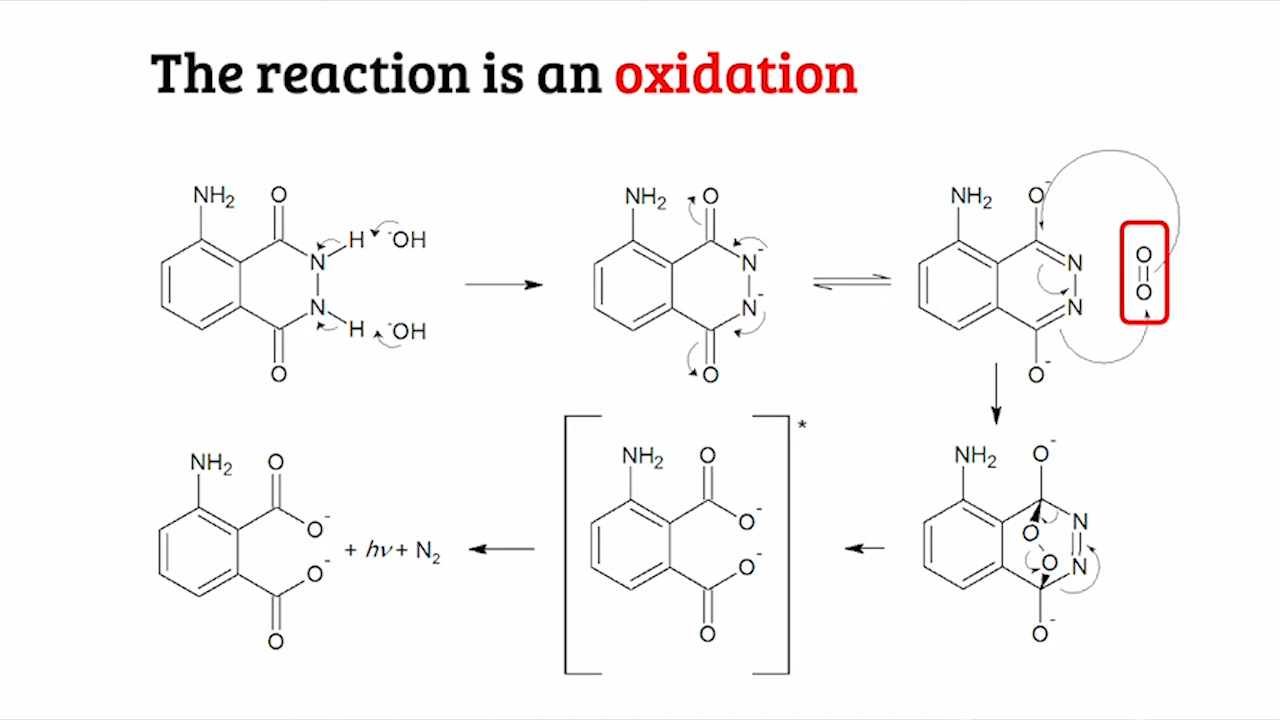 The reaction is an oxidation
NH₂ O
H ⁻OH
N
N
H ⁻OH
O
NH₂ O
N⁻
N⁻
O
NH₂ O⁻
N
N
O⁻
O
O
NH₂ O
O⁻
O⁻
O
+ hν + N₂
NH₂ O
O⁻
O⁻
O
*
NH₂ O⁻
N
O
O
N
O⁻